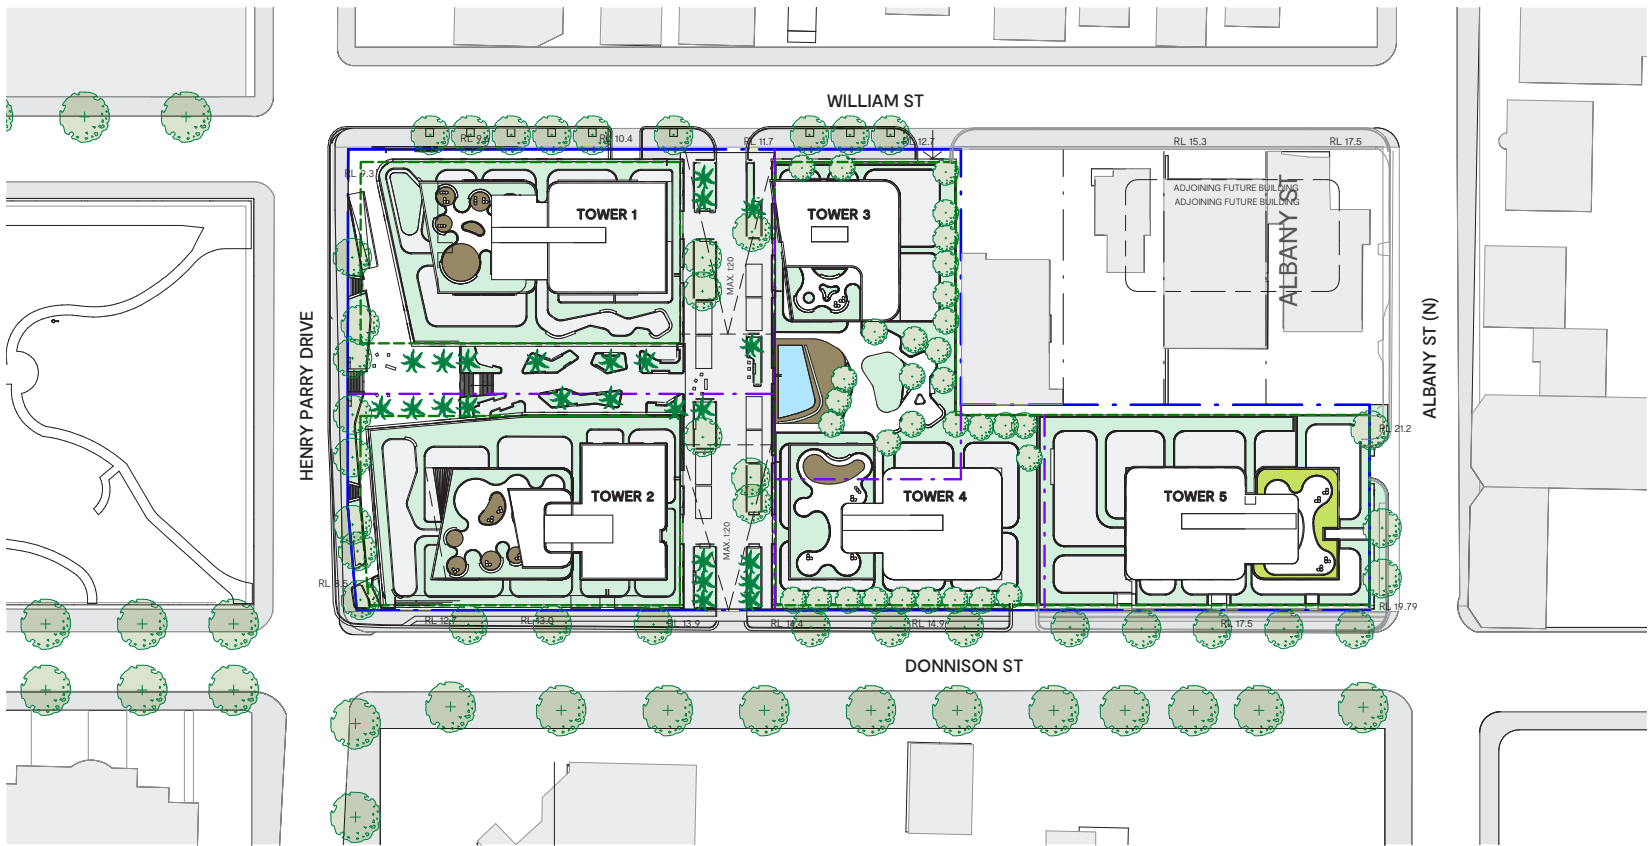 WILLIAM ST
RL 10.4
RL 11.7
RL 12.7
RL 15.3
RL 17.5
RL 9.3
ADJOINING FUTURE BUILDING
ADJOINING FUTURE BUILDING
ALBANY ST
TOWER 1
TOWER 3
MAX. 1:20
HENRY PARRY DRIVE
ALBANY ST (N)
RL 21.2
TOWER 2
TOWER 4
TOWER 5
MAX. 1:20
RL 8.5
RL 19.79
RL 13.0
RL 13.9
RL 14.4
RL 14.9
RL 17.5
DONNISON ST